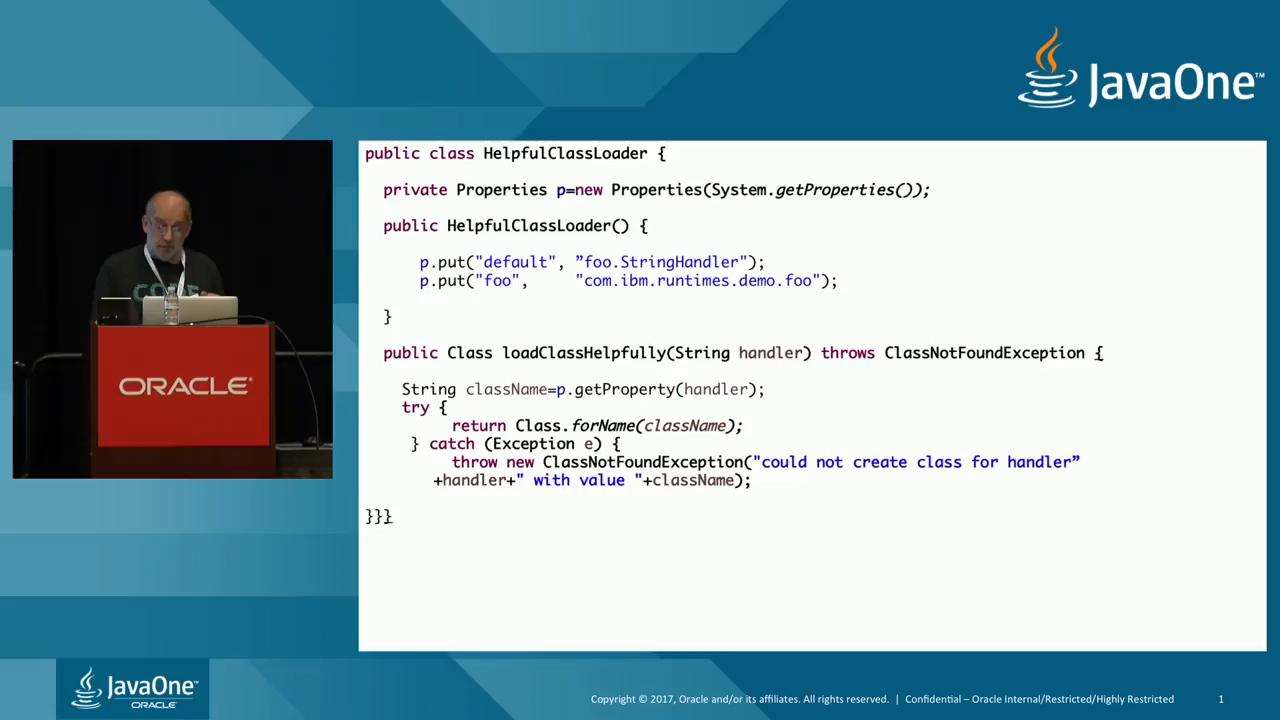 JavaOne™
public class HelpfulClassLoader {
private Properties p=new Properties(System.getProperties());
public HelpfulClassLoader() {
p.put("default", ”foo.StringHandler");
p.put("foo", "com.ibm.runtimes.demo.foo");
}
public Class loadClassHelpfully(String handler) throws ClassNotFoundException {
String className=p.getProperty(handler);
try {
return Class.forName(className);
} catch (Exception e) {
throw new ClassNotFoundException("could not create class for handler”
+handler+" with value "+className);
}}}
CODE
ORACLE®
JavaOne™
ORACLE
Copyright © 2017, Oracle and/or its affiliates. All rights reserved. | Confidential – Oracle Internal/Restricted/Highly Restricted 1